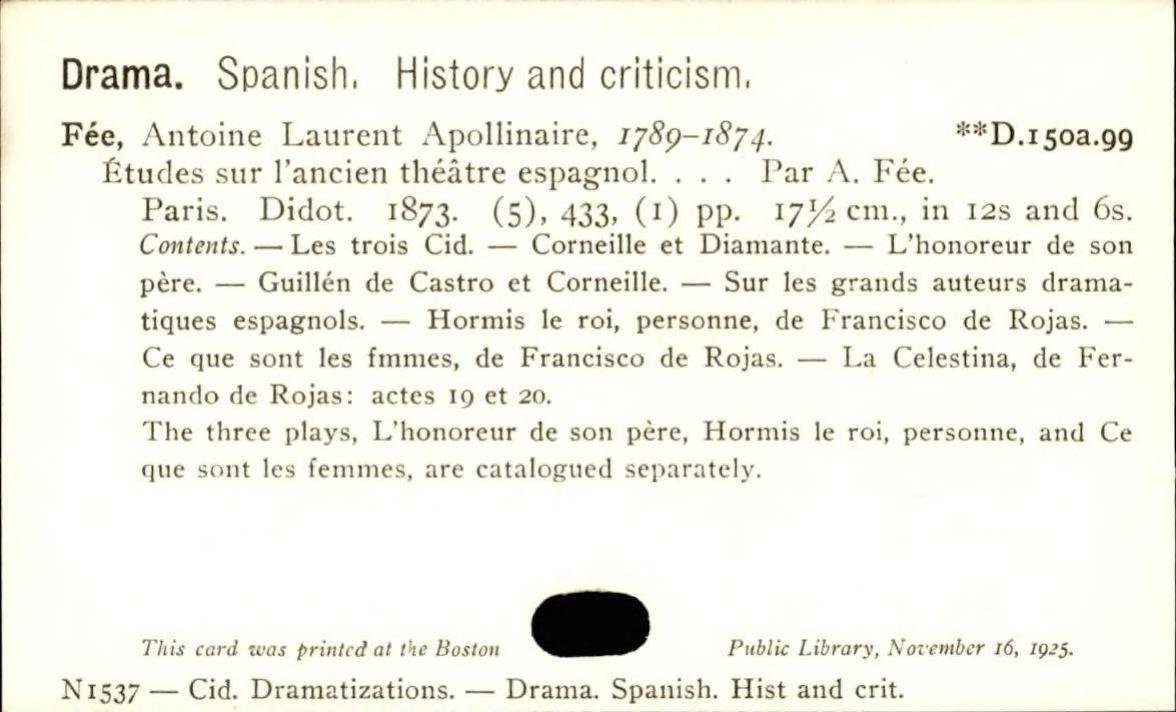 Drama. Spanish. History and criticism.
Fée, Antoine Laurent Apollinaire, 1789–1874. **D.150a.99
Études sur l'ancien théâtre espagnol. . . . Par A. Fée.
Paris. Didot. 1873. (5), 433, (1) pp. 17½ cm., in 12s and 6s.
Contents. — Les trois Cid. — Corneille et Diamante. — L'honoreur de son
père. — Guillén de Castro et Corneille. — Sur les grands auteurs drama-
tiques espagnols. — Hormis le roi, personne, de Francisco de Rojas. —
Ce que sont les fmmes, de Francisco de Rojas. — La Celestina, de Fer-
nando de Rojas: actes 19 et 20.
The three plays, L'honoreur de son père, Hormis le roi, personne, and Ce
que sont les femmes, are catalogued separately.
This card was printed at the Boston Public Library, November 16, 1925.
N1537 — Cid. Dramatizations. — Drama. Spanish. Hist and crit.